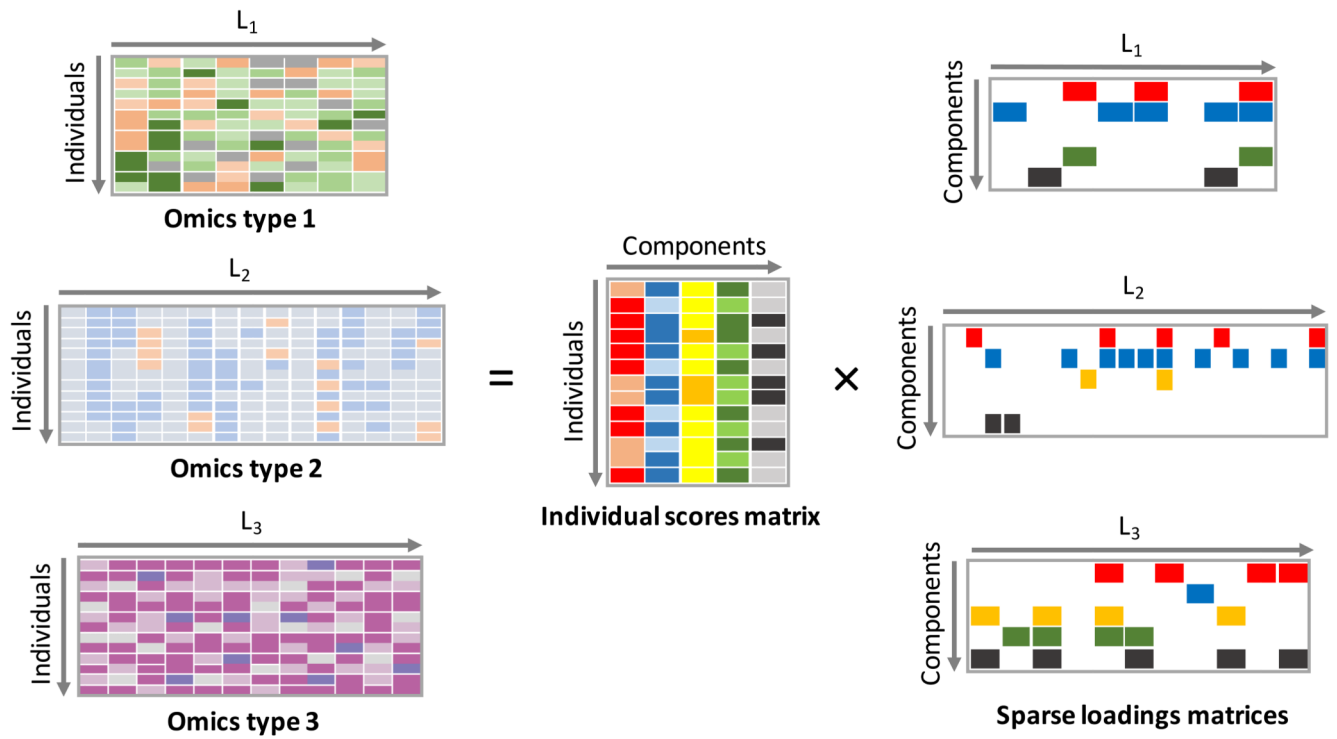 L1
Individuals
Omics type 1
L2
Individuals
Omics type 2
L3
Individuals
Omics type 3
=
Components
Individuals
Individual scores matrix
×
L1
Components
L2
Components
L3
Components
Sparse loadings matrices